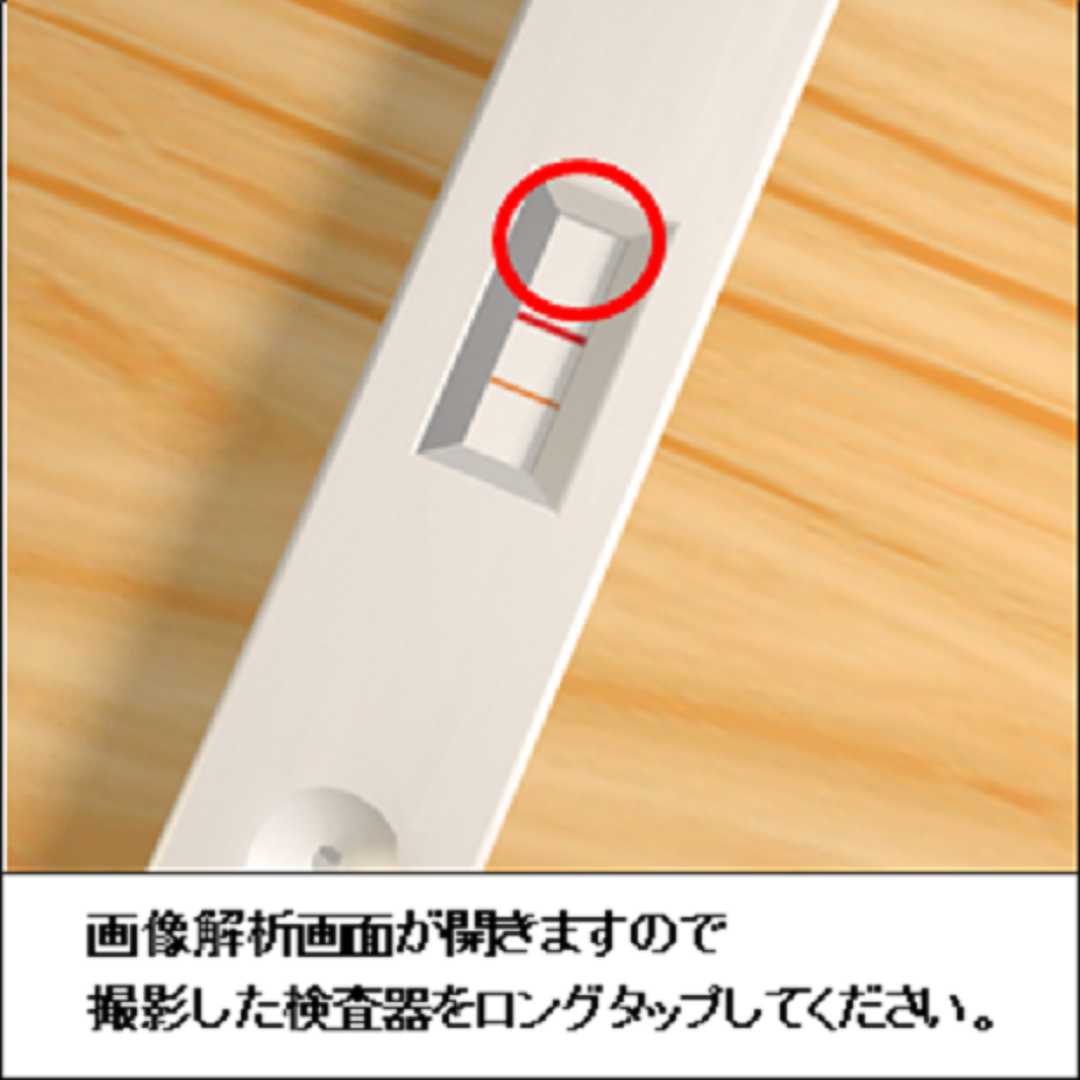 画像解析画面が開きますので
撮影した検査器をロングタップしてください。